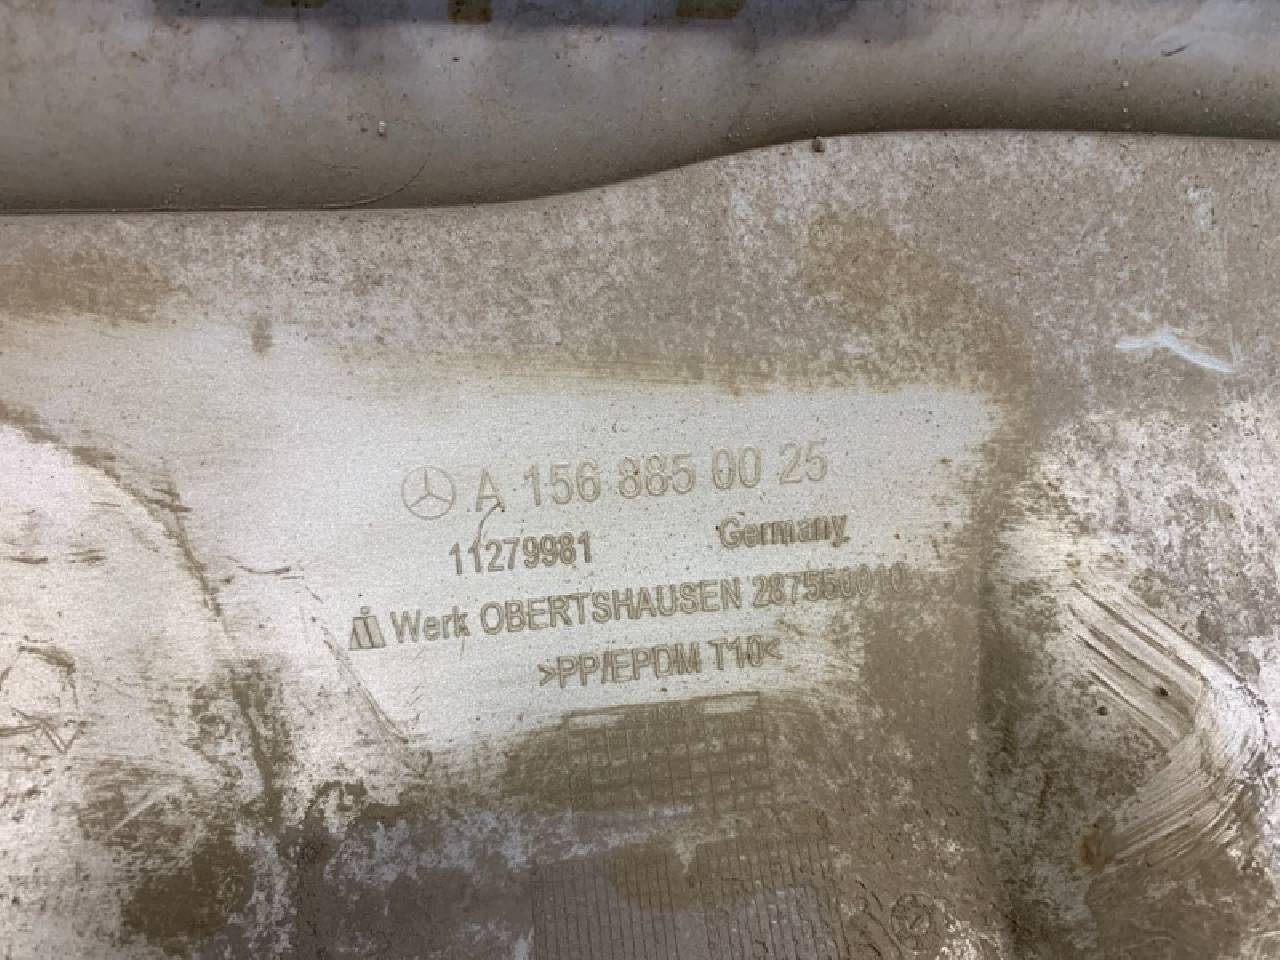 A 156 885 00 25
11279981 Germany
Werk OBERTSHAUSEN 287550010
>PP/EPDM T10<